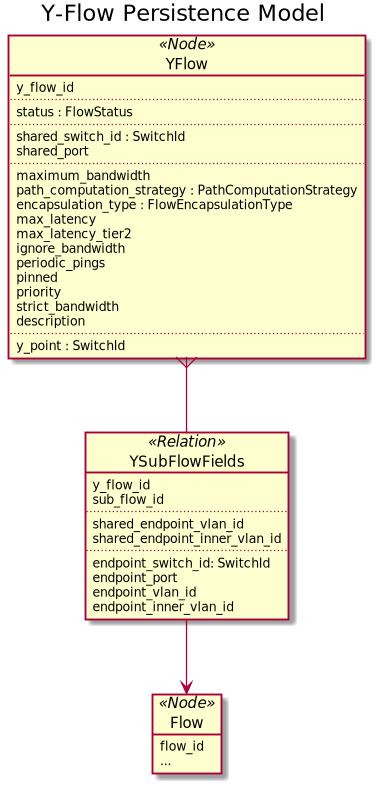 Y-Flow Persistence Model
«Node»
YFlow
y_flow_id
status : FlowStatus
shared_switch_id : SwitchId
shared_port
maximum_bandwidth
path_computation_strategy : PathComputationStrategy
encapsulation_type : FlowEncapsulationType
max_latency
max_latency_tier2
ignore_bandwidth
periodic_pings
pinned
priority
strict_bandwidth
description
y_point : SwitchId
«Relation»
YSubFlowFields
y_flow_id
sub_flow_id
shared_endpoint_vlan_id
shared_endpoint_inner_vlan_id
endpoint_switch_id: SwitchId
endpoint_port
endpoint_vlan_id
endpoint_inner_vlan_id
«Node»
Flow
flow_id
...